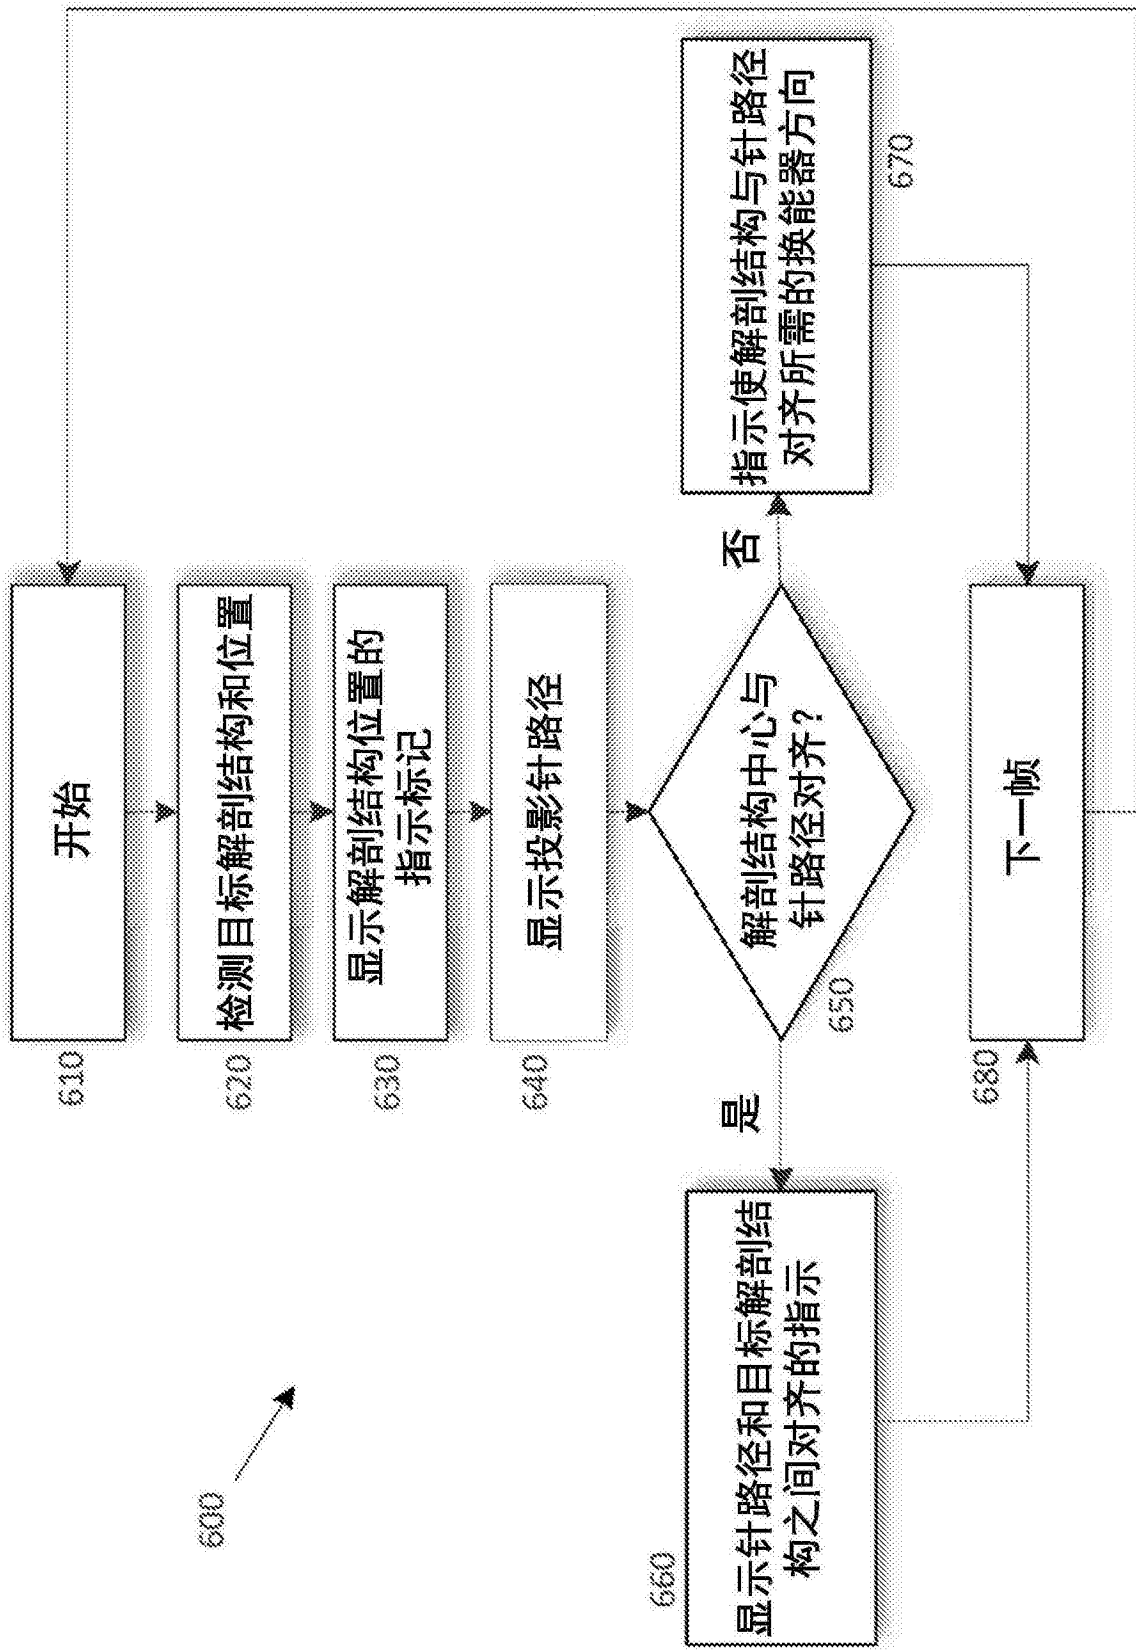 600
610
开始
620
检测目标解剖结构和位置
630
显示解剖结构位置的
指示标记
640
显示投影针路径
650
解剖结构中心与
针路径对齐?
是
否
660
显示针路径和目标解剖结
构之间对齐的指示
指示使解剖结构与针路径
对齐所需的换能器方向
670
680
下一帧